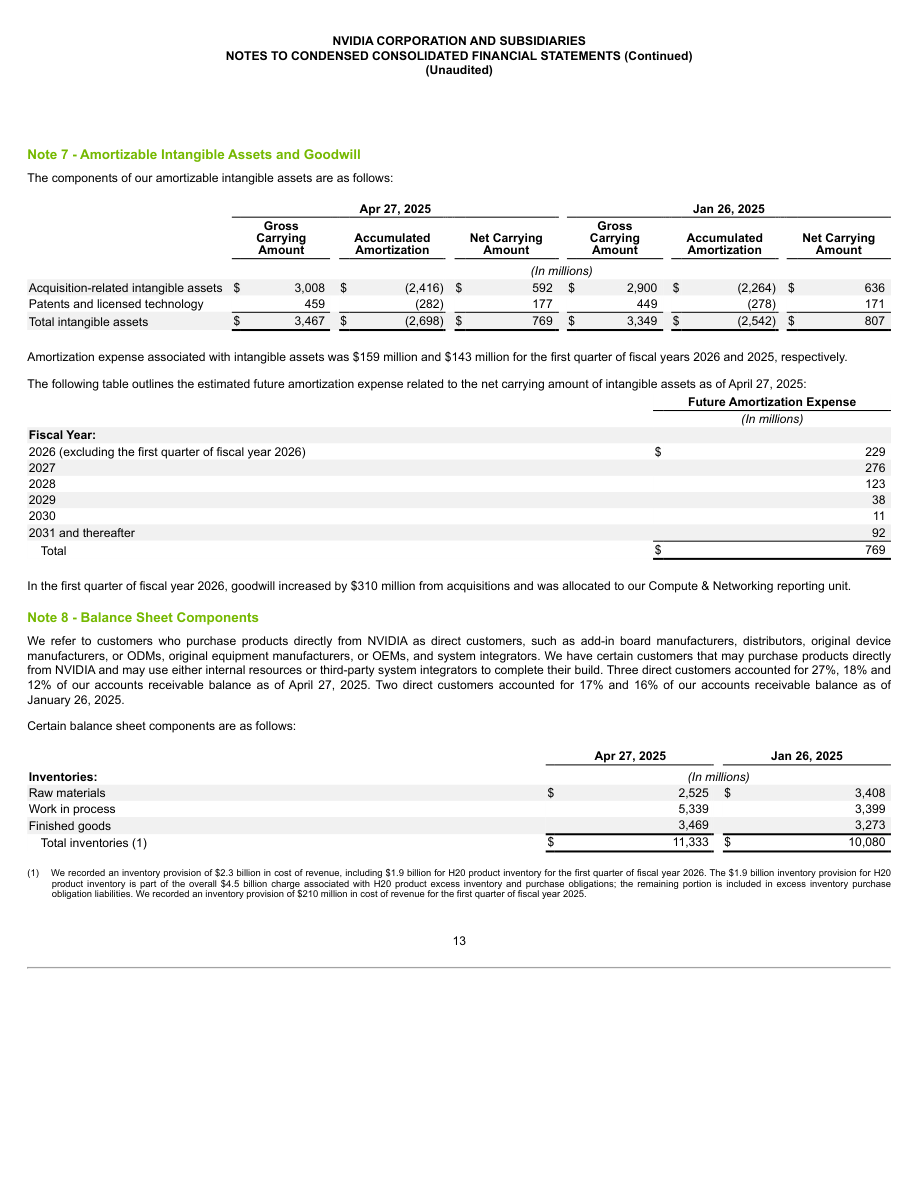 NVIDIA CORPORATION AND SUBSIDIARIES
NOTES TO CONDENSED CONSOLIDATED FINANCIAL STATEMENTS (Continued)
(Unaudited)
Note 7 - Amortizable Intangible Assets and Goodwill
The components of our amortizable intangible assets are as follows:
Apr 27, 2025 Jan 26, 2025
Gross Carrying Amount Accumulated Amortization Net Carrying Amount Gross Carrying Amount Accumulated Amortization Net Carrying Amount
(In millions)
Acquisition-related intangible assets $ 3,008 $ (2,416) $ 592 $ 2,900 $ (2,264) $ 636
Patents and licensed technology 459 (282) 177 449 (278) 171
Total intangible assets $ 3,467 $ (2,698) $ 769 $ 3,349 $ (2,542) $ 807
Amortization expense associated with intangible assets was $159 million and $143 million for the first quarter of fiscal years 2026 and 2025, respectively.
The following table outlines the estimated future amortization expense related to the net carrying amount of intangible assets as of April 27, 2025:
Future Amortization Expense
(In millions)
Fiscal Year:
2026 (excluding the first quarter of fiscal year 2026) $ 229
2027 276
2028 123
2029 38
2030 11
2031 and thereafter 92
Total $ 769
In the first quarter of fiscal year 2026, goodwill increased by $310 million from acquisitions and was allocated to our Compute & Networking reporting unit.
Note 8 - Balance Sheet Components
We refer to customers who purchase products directly from NVIDIA as direct customers, such as add-in board manufacturers, distributors, original device
manufacturers, or ODMs, original equipment manufacturers, or OEMs, and system integrators. We have certain customers that may purchase products directly
from NVIDIA and may use either internal resources or third-party system integrators to complete their build. Three direct customers accounted for 27%, 18% and
12% of our accounts receivable balance as of April 27, 2025. Two direct customers accounted for 17% and 16% of our accounts receivable balance as of
January 26, 2025.
Certain balance sheet components are as follows:
Apr 27, 2025 Jan 26, 2025
Inventories: (In millions)
Raw materials $ 2,525 $ 3,408
Work in process 5,339 3,399
Finished goods 3,469 3,273
Total inventories (1) $ 11,333 $ 10,080
(1) We recorded an inventory provision of $2.3 billion in cost of revenue, including $1.9 billion for H20 product inventory for the first quarter of fiscal year 2026. The $1.9 billion inventory provision for H20
product inventory is part of the overall $4.5 billion charge associated with H20 product excess inventory and purchase obligations; the remaining portion is included in excess inventory purchase
obligation liabilities. We recorded an inventory provision of $210 million in cost of revenue for the first quarter of fiscal year 2025.
13